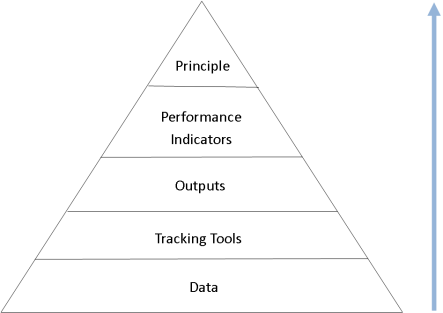 Principle
Performance
Indicators
Outputs
Tracking Tools
Data